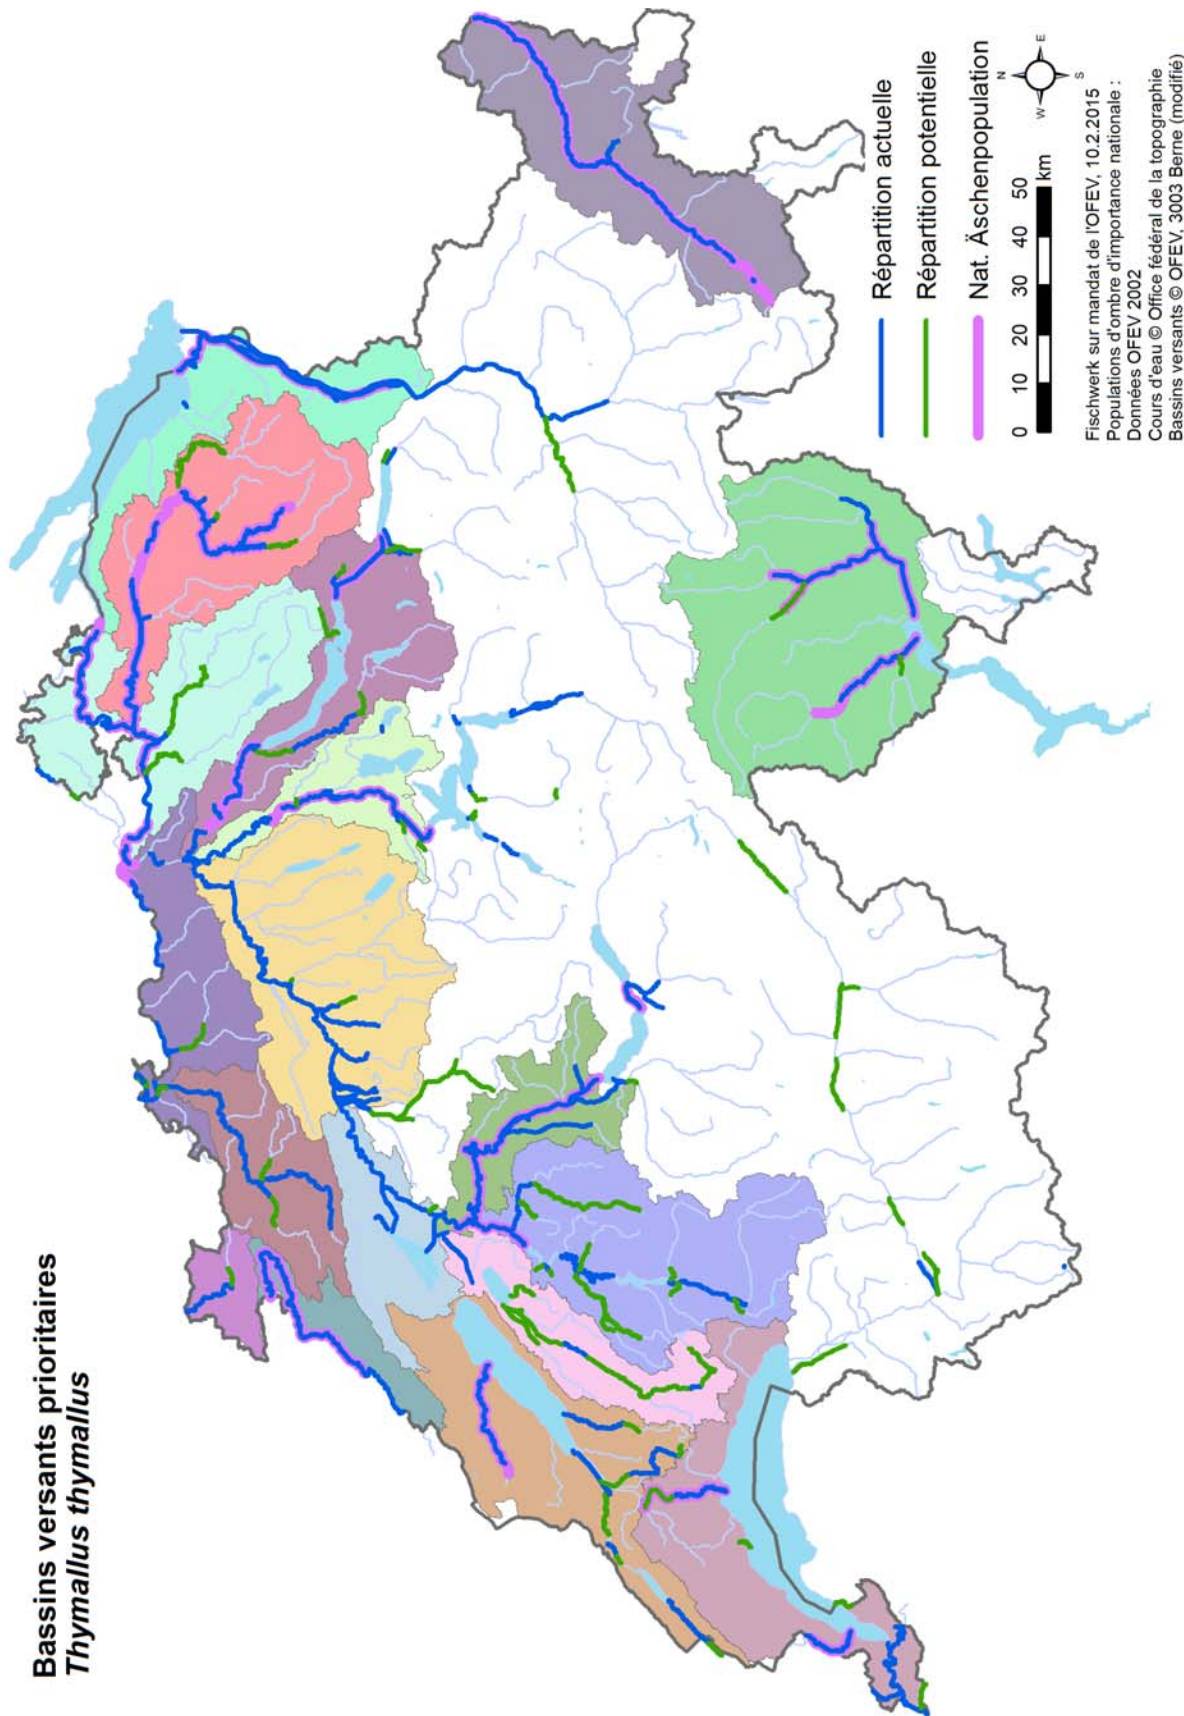 Bassins versants prioritaires
Thymallus thymallus
Répartition actuelle
Répartition potentielle
Nat. Äschenpopulation
N
W
E
S
0 10 20 30 40 50 km
Fischwerk sur mandat de l'OFEV, 10.2.2015
Populations d'ombre d'importance nationale :
Données OFEV 2002
Cours d'eau © Office fédéral de la topographie
Bassins versants © OFEV, 3003 Berne (modifié)